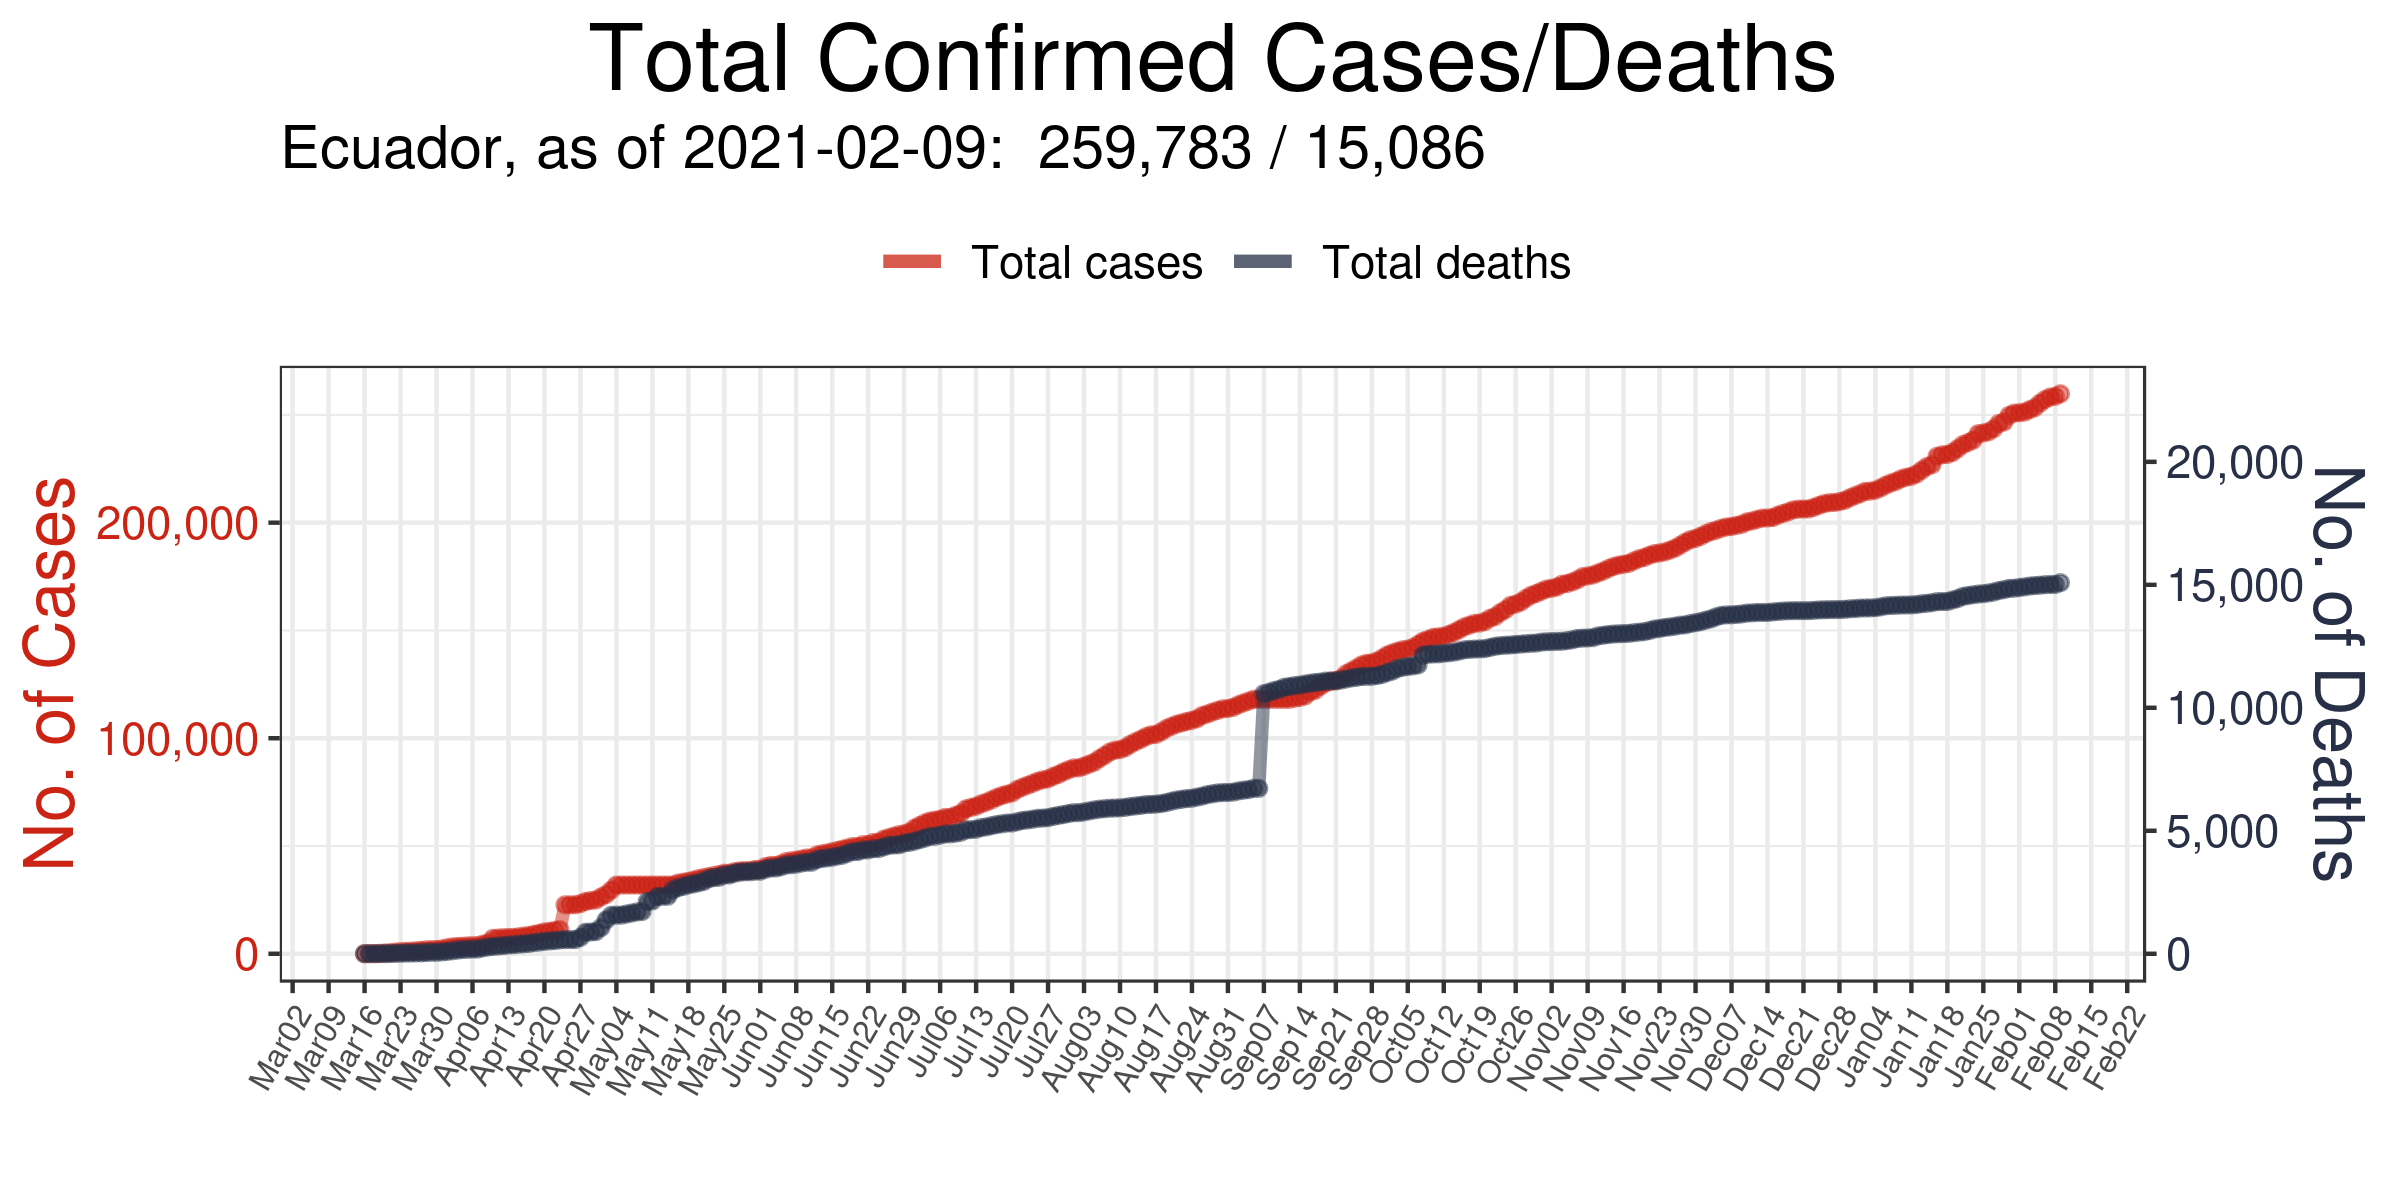 Total Confirmed Cases/Deaths
Ecuador, as of 2021-02-09: 259,783 / 15,086
Total cases Total deaths
No. of Cases
200,000
100,000
0
20,000
15,000
10,000
5,000
0
No. of Deaths
Mar02 Mar09 Mar16 Mar23 Mar30 Apr06 Apr13 Apr20 Apr27 May04 May11 May18 May25 Jun01 Jun08 Jun15 Jun22 Jun29 Jul06 Jul13 Jul20 Jul27 Aug03 Aug10 Aug17 Aug24 Aug31 Sep07 Sep14 Sep21 Sep28 Oct05 Oct12 Oct19 Oct26 Nov02 Nov09 Nov16 Nov23 Nov30 Dec07 Dec14 Dec21 Dec28 Jan04 Jan11 Jan18 Jan25 Feb01 Feb08 Feb15 Feb22